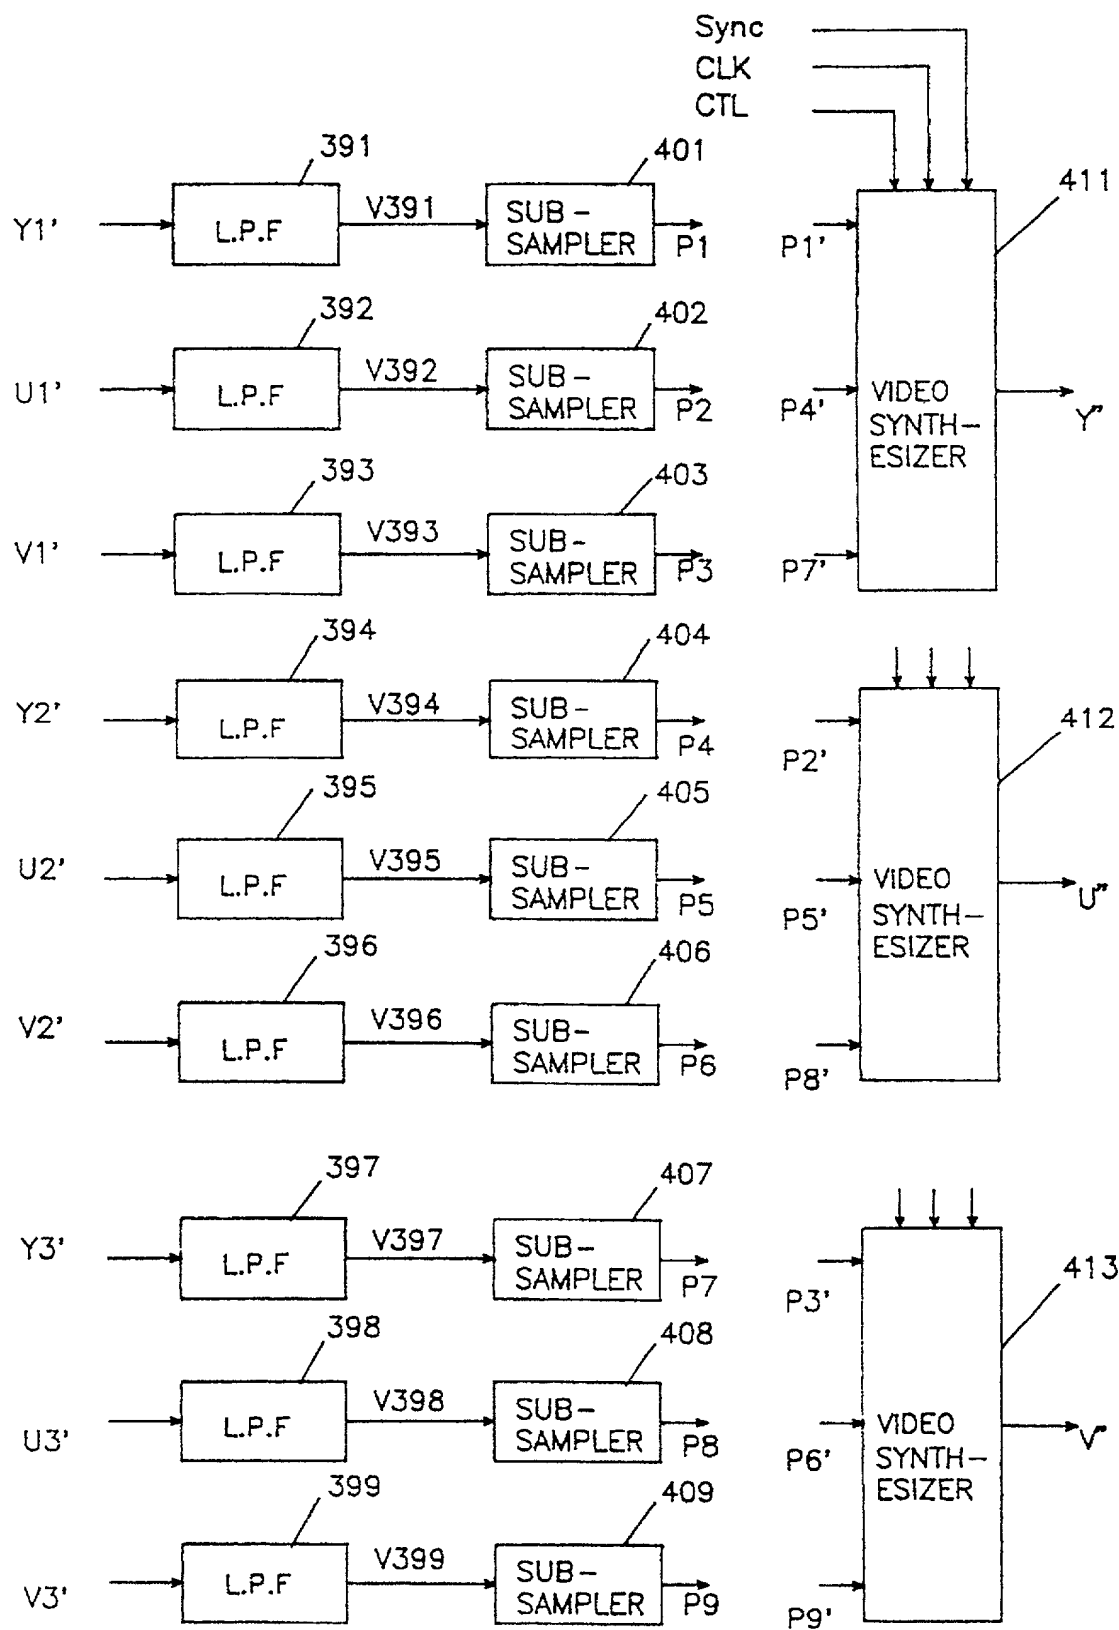 Sync
CLK
CTL
391
401
411
Y1'
L.P.F
V391
SUB-
SAMPLER
P1
P1'
392
402
U1'
L.P.F
V392
SUB-
SAMPLER
P2
P4'
VIDEO
SYNTH-
ESIZER
Y"
393
403
V1'
L.P.F
V393
SUB-
SAMPLER
P3
P7'
394
404
Y2'
L.P.F
V394
SUB-
SAMPLER
P4
P2'
412
395
405
U2'
L.P.F
V395
SUB-
SAMPLER
P5
P5'
VIDEO
SYNTH-
ESIZER
U"
396
406
V2'
L.P.F
V396
SUB-
SAMPLER
P6
P8'
397
407
Y3'
L.P.F
V397
SUB-
SAMPLER
P7
P3'
413
398
408
U3'
L.P.F
V398
SUB-
SAMPLER
P8
P6'
VIDEO
SYNTH-
ESIZER
V"
399
409
V3'
L.P.F
V399
SUB-
SAMPLER
P9
P9'